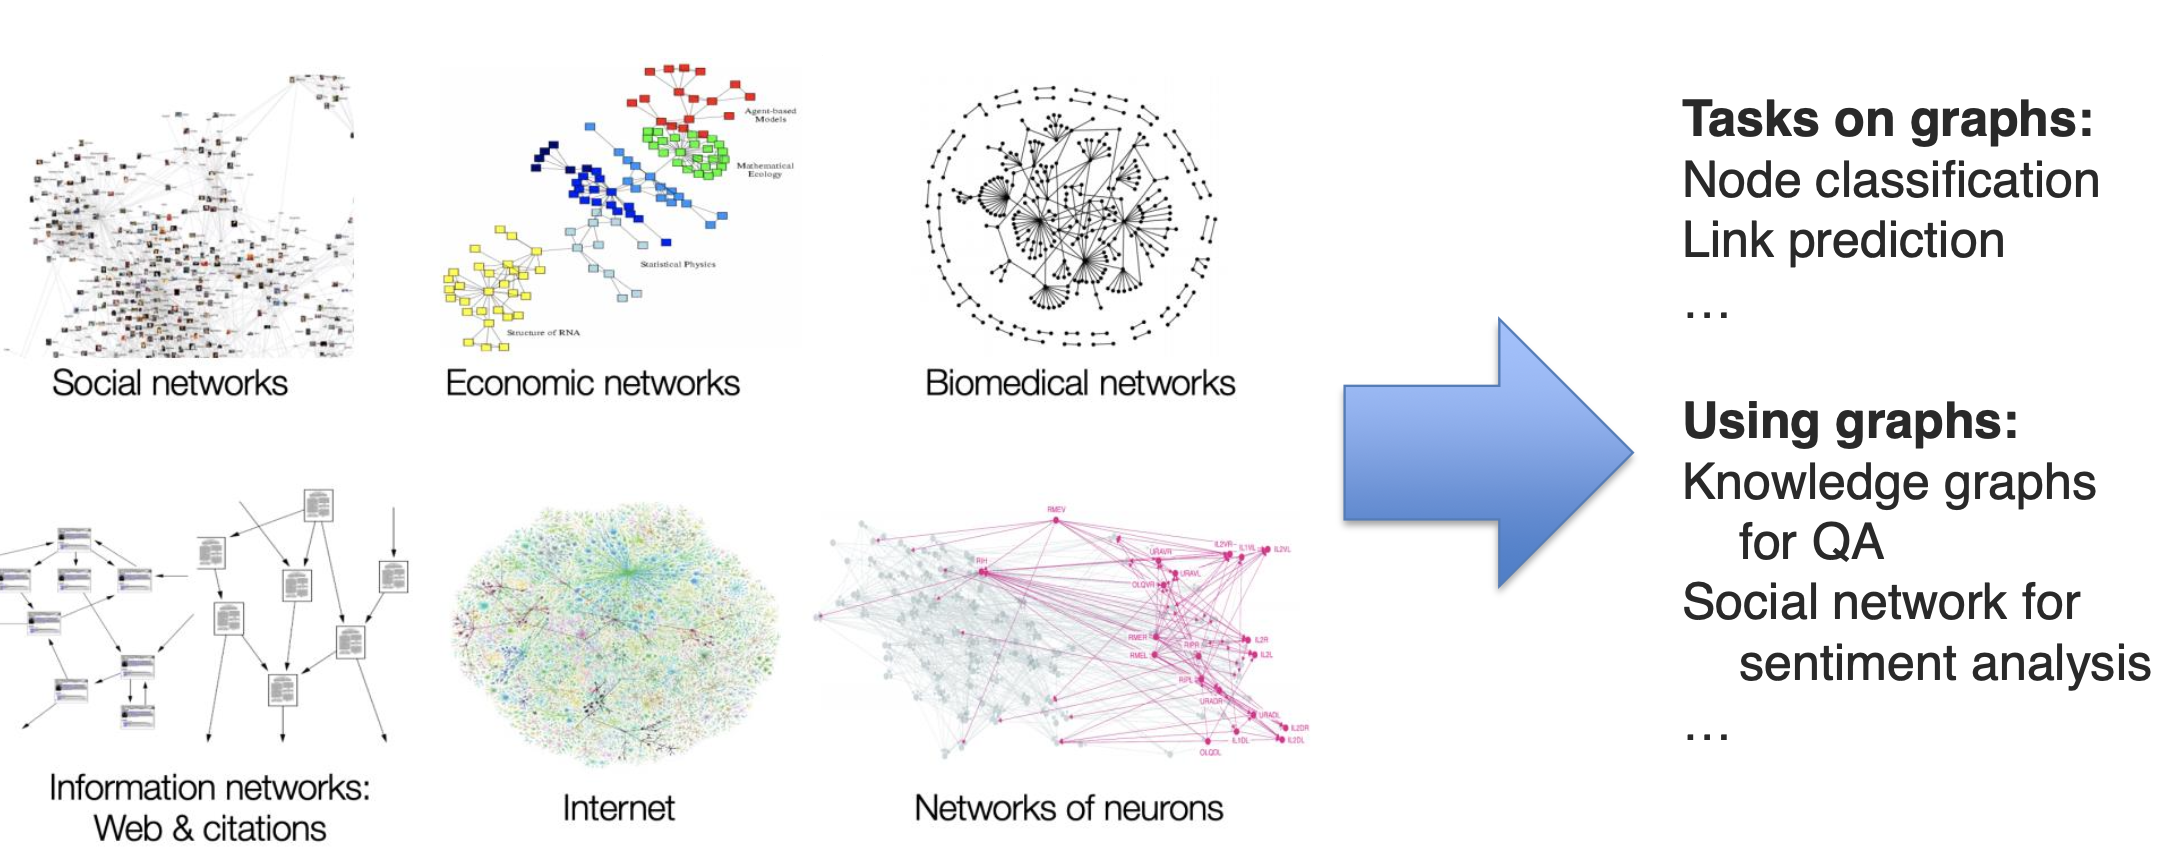 Agent-based
Models
Mathematical
Ecology
Statistical Physics
Structure of RNA
Social networks
Economic networks
Biomedical networks
RMEV
RIH
URAVR
IL2VR
IL1VL
IL2VL
URAVL
OLQVR
RMER
RIPR
IL2R
RMEL
IL2L
RIPL
URADR
URADL
IL2DR
IL1DL
IL2DL
OLQDL
Information networks:
Web & citations
Internet
Networks of neurons
Tasks on graphs:
Node classification
Link prediction
…
Using graphs:
Knowledge graphs
for QA
Social network for
sentiment analysis
…